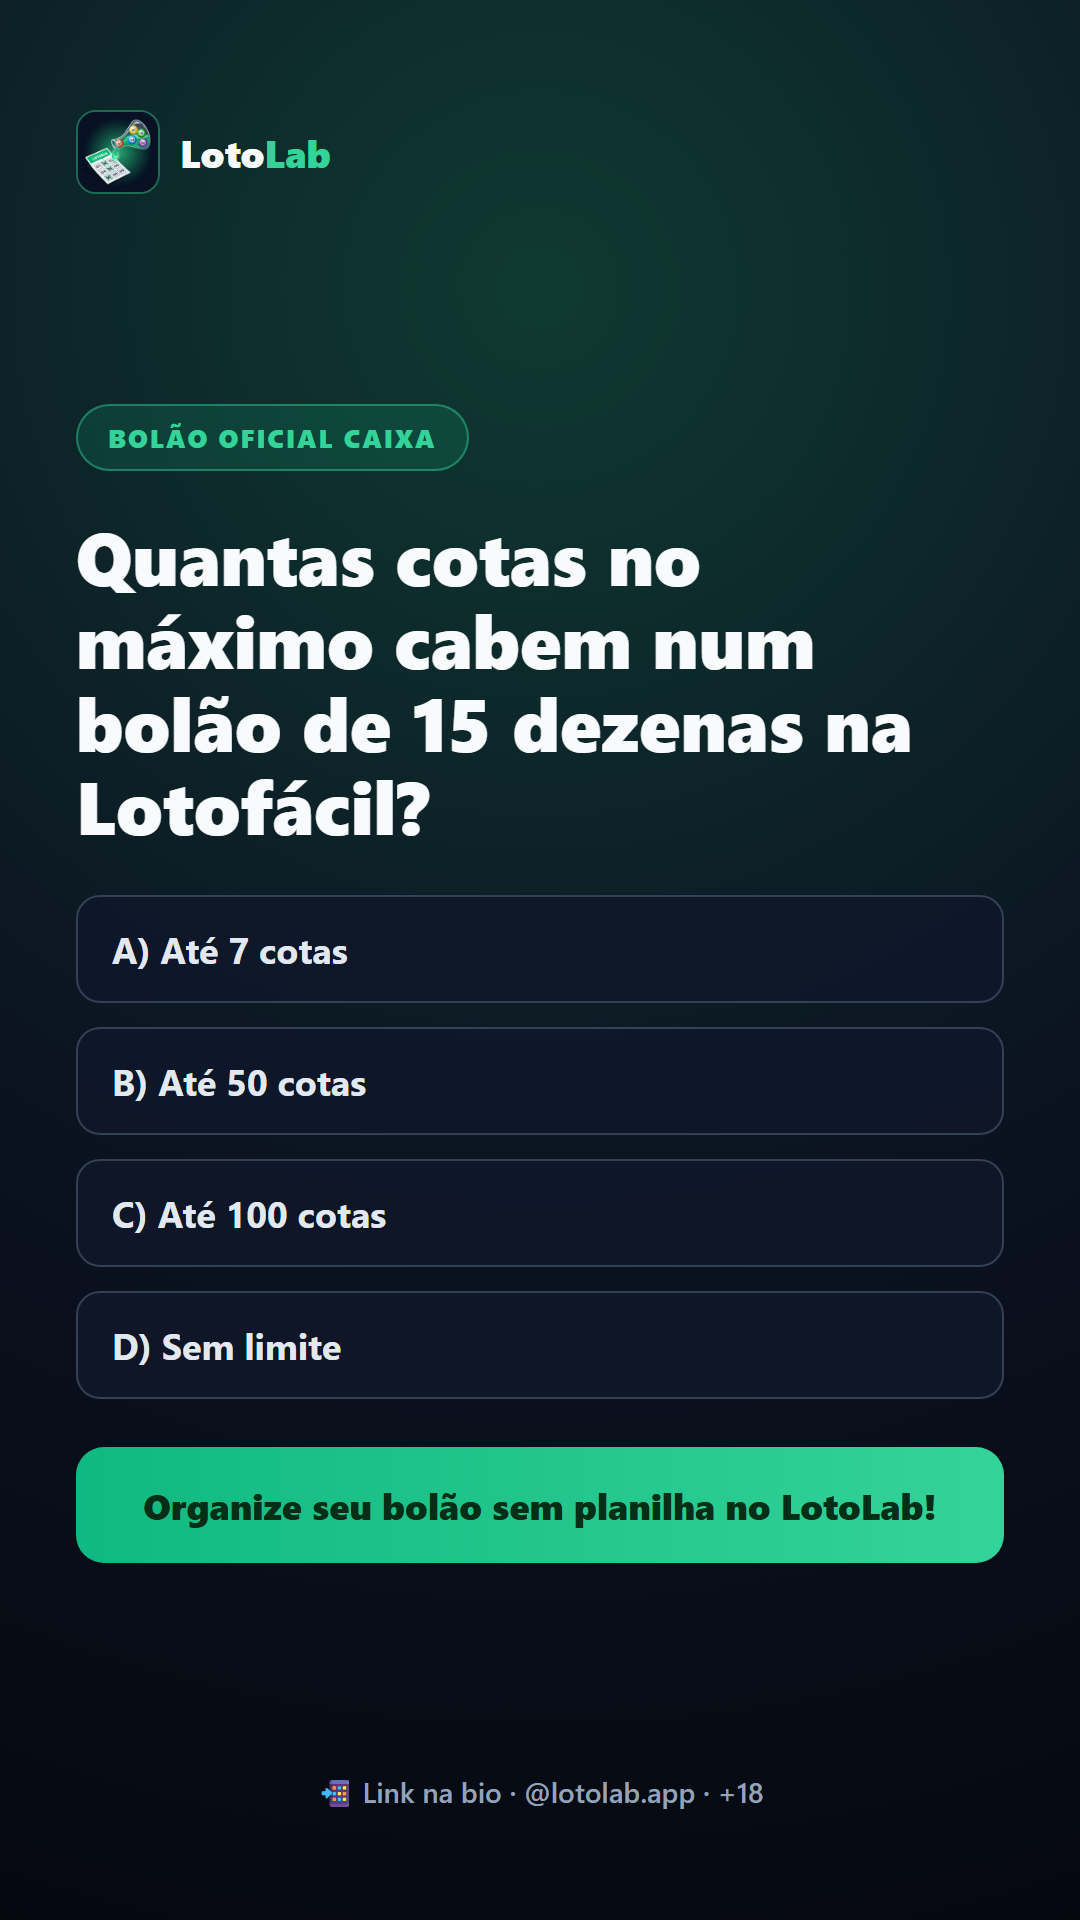 LotoLab
BOLÃO OFICIAL CAIXA
Quantas cotas no
máximo cabem num
bolão de 15 dezenas na
Lotofácil?
A) Até 7 cotas
B) Até 50 cotas
C) Até 100 cotas
D) Sem limite
Organize seu bolão sem planilha no LotoLab!
📲 Link na bio · @lotolab.app · +18